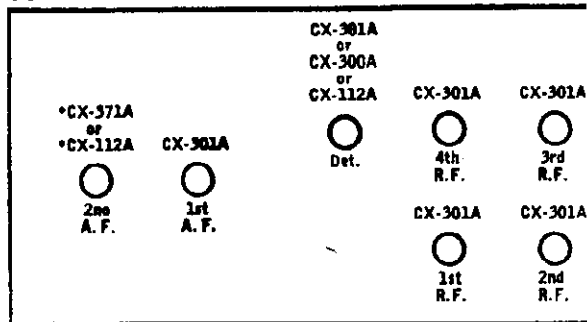 *CX-371A
or
*CX-112A
2nd
A. F.
CX-301A
1st
A. F.
CX-301A
or
CX-300A
or
CX-112A
Det.
CX-301A
4th
R.F.
CX-301A
3rd
R.F.
CX-301A
1st
R.F.
CX-301A
2nd
R.F.